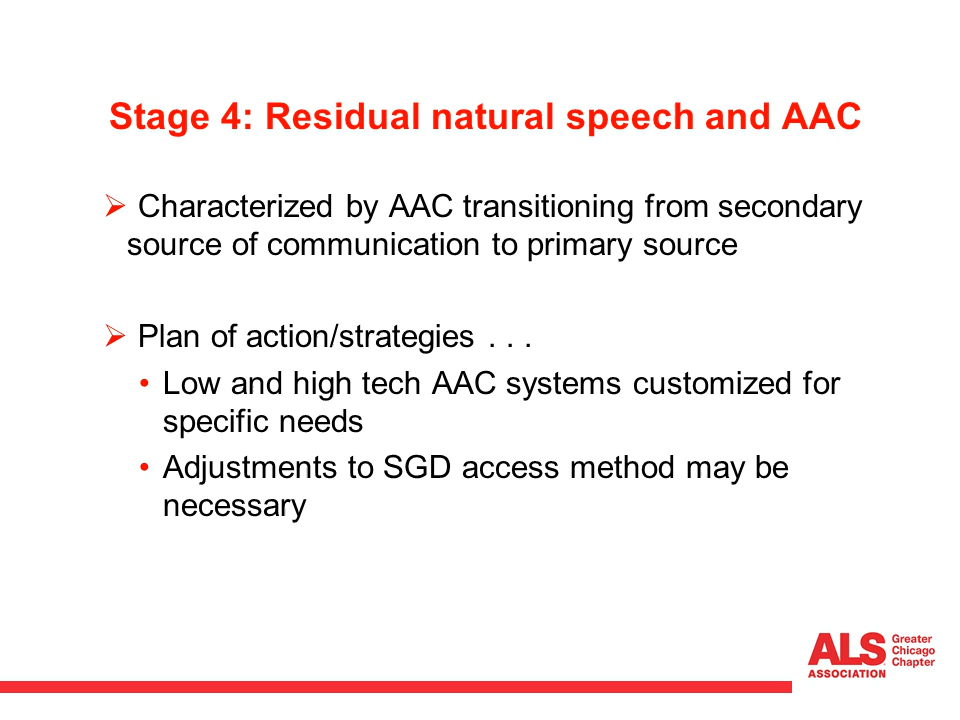 Stage 4: Residual natural speech and AAC
➢ Characterized by AAC transitioning from secondary
source of communication to primary source
➢ Plan of action/strategies . . .
• Low and high tech AAC systems customized for
specific needs
• Adjustments to SGD access method may be
necessary
ALS
ASSOCIATION
Greater
Chicago
Chapter